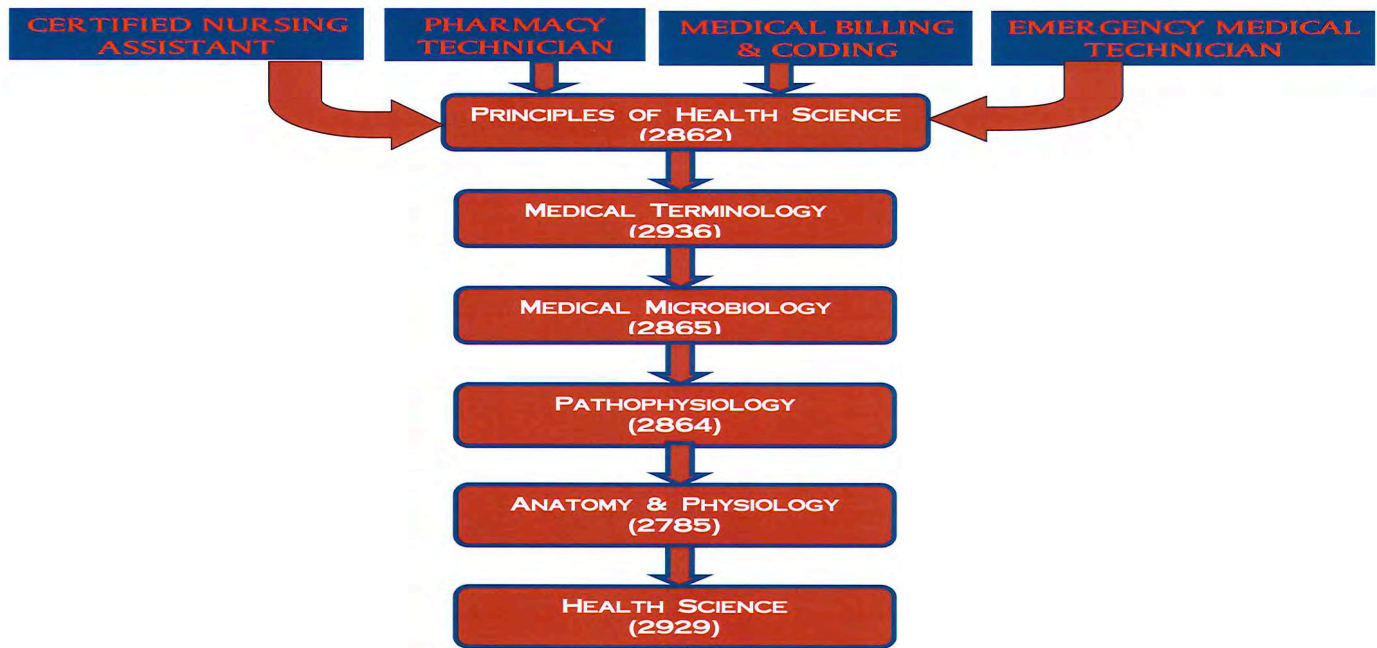 CERTIFIED NURSING
ASSISTANT
PHARMACY
TECHNICIAN
MEDICAL BILLING
& CODING
EMERGENCY MEDICAL
TECHNICIAN
PRINCIPLES OF HEALTH SCIENCE
(2862)
MEDICAL TERMINOLOGY
(2936)
MEDICAL MICROBIOLOGY
(2865)
PATHOPHYSIOLOGY
(2864)
ANATOMY & PHYSIOLOGY
(2785)
HEALTH SCIENCE
(2929)